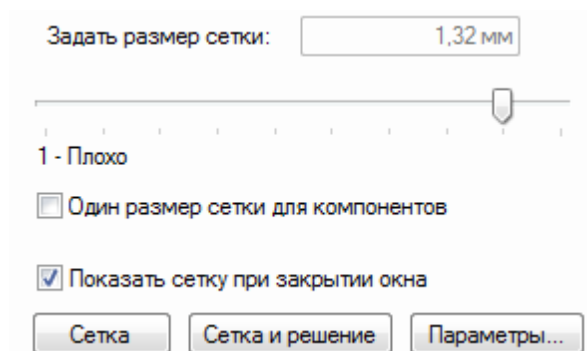 Задать размер сетки: 1,32 мм
1 - Плохо
Один размер сетки для компонентов
Показать сетку при закрытии окна
Сетка Сетка и решение Параметры...